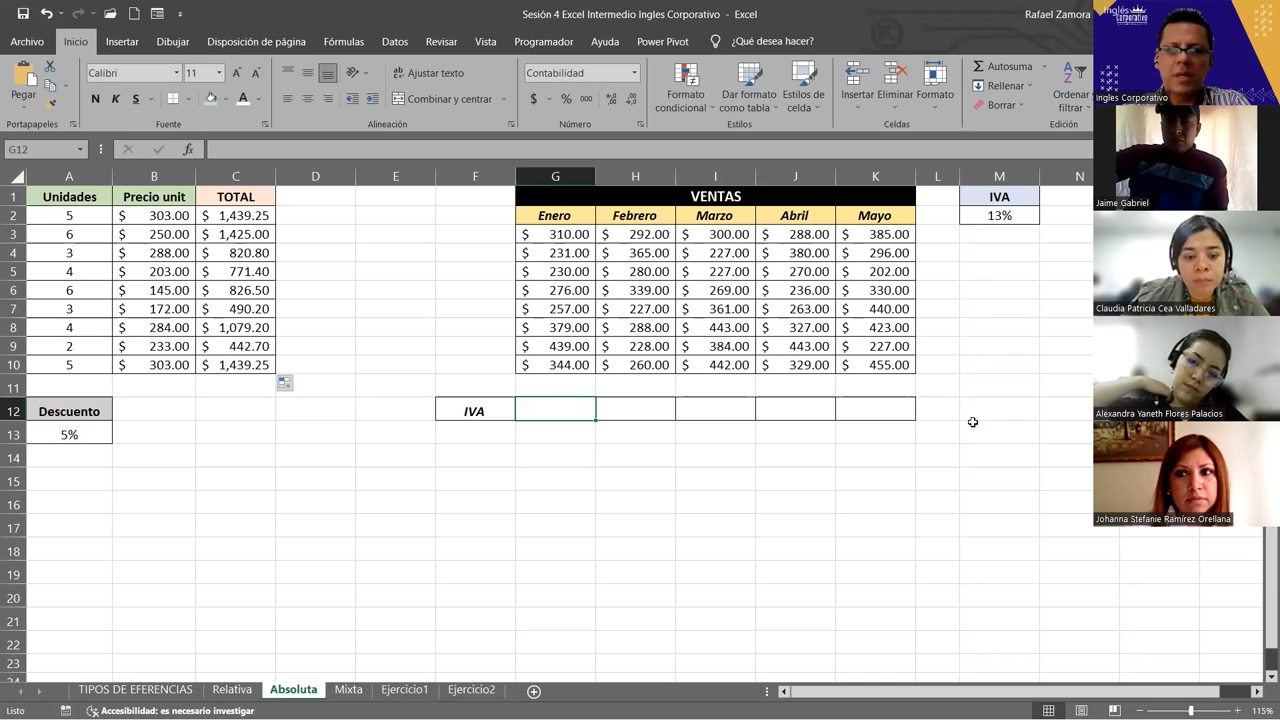 Sesión 4 Excel Intermedio Ingles Corporativo - Excel
Rafael Zamora
Archivo Inicio Insertar Dibujar Disposición de página Fórmulas Datos Revisar Vista Programador Ayuda Power Pivot ¿Qué desea hacer?
Pegar
Calibri 11
N K S
Ajustar texto
Combinar y centrar
Contabilidad
$ % 000
Formato condicional
Dar formato como tabla
Estilos de celda
Insertar Eliminar Formato
Autosuma
Rellenar
Borrar
Ordenar filtrar
Portapapeles Fuente Alineación Número Estilos Celdas Edición
G12 fx
A B C D E F G H I J K L M N
1 Unidades Precio unit TOTAL VENTAS IVA
2 5 $ 303.00 $ 1,439.25 Enero Febrero Marzo Abril Mayo 13%
3 6 $ 250.00 $ 1,425.00 $ 310.00 $ 292.00 $ 300.00 $ 288.00 $ 385.00
4 3 $ 288.00 $ 820.80 $ 231.00 $ 365.00 $ 227.00 $ 380.00 $ 296.00
5 4 $ 203.00 $ 771.40 $ 230.00 $ 280.00 $ 227.00 $ 270.00 $ 202.00
6 6 $ 145.00 $ 826.50 $ 276.00 $ 339.00 $ 269.00 $ 236.00 $ 330.00
7 3 $ 172.00 $ 490.20 $ 257.00 $ 227.00 $ 361.00 $ 263.00 $ 440.00
8 4 $ 284.00 $ 1,079.20 $ 379.00 $ 288.00 $ 443.00 $ 327.00 $ 423.00
9 2 $ 233.00 $ 442.70 $ 439.00 $ 228.00 $ 384.00 $ 443.00 $ 227.00
10 5 $ 303.00 $ 1,439.25 $ 344.00 $ 260.00 $ 442.00 $ 329.00 $ 455.00
11
12 Descuento IVA
13 5%
14
15
16
17
18
19
20
21
22
23
TIPOS DE EFERENCIAS Relativa Absoluta Mixta Ejercicio1 Ejercicio2
Listo Accesibilidad: es necesario investigar 115%
Inglés Corporativo
Ingles Corporativo
Jaime Gabriel
Claudia Patricia Cea Valladares
Alexandra Yaneth Flores Palacios
Johanna Stefanie Ramírez Orellana